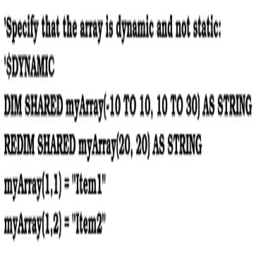 'Specify that the array is dynamic and not static:
'$DYNAMIC
DIM SHARED myArray(-10 TO 10, 10 TO 30) AS STRING
REDIM SHARED myArray(20, 20) AS STRING
myArray(1,1) = "Item1"
myArray(1,2) = "Item2"